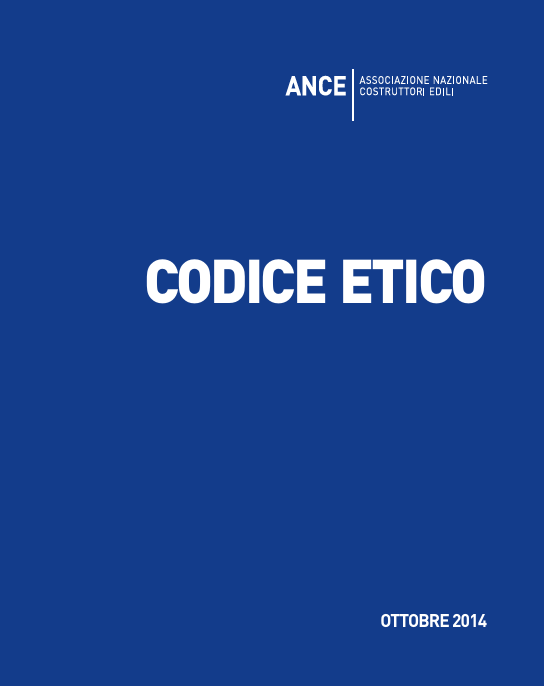 ANCE
ASSOCIAZIONE NAZIONALE
COSTRUTTORI EDILI
CODICE ETICO
OTTOBRE 2014